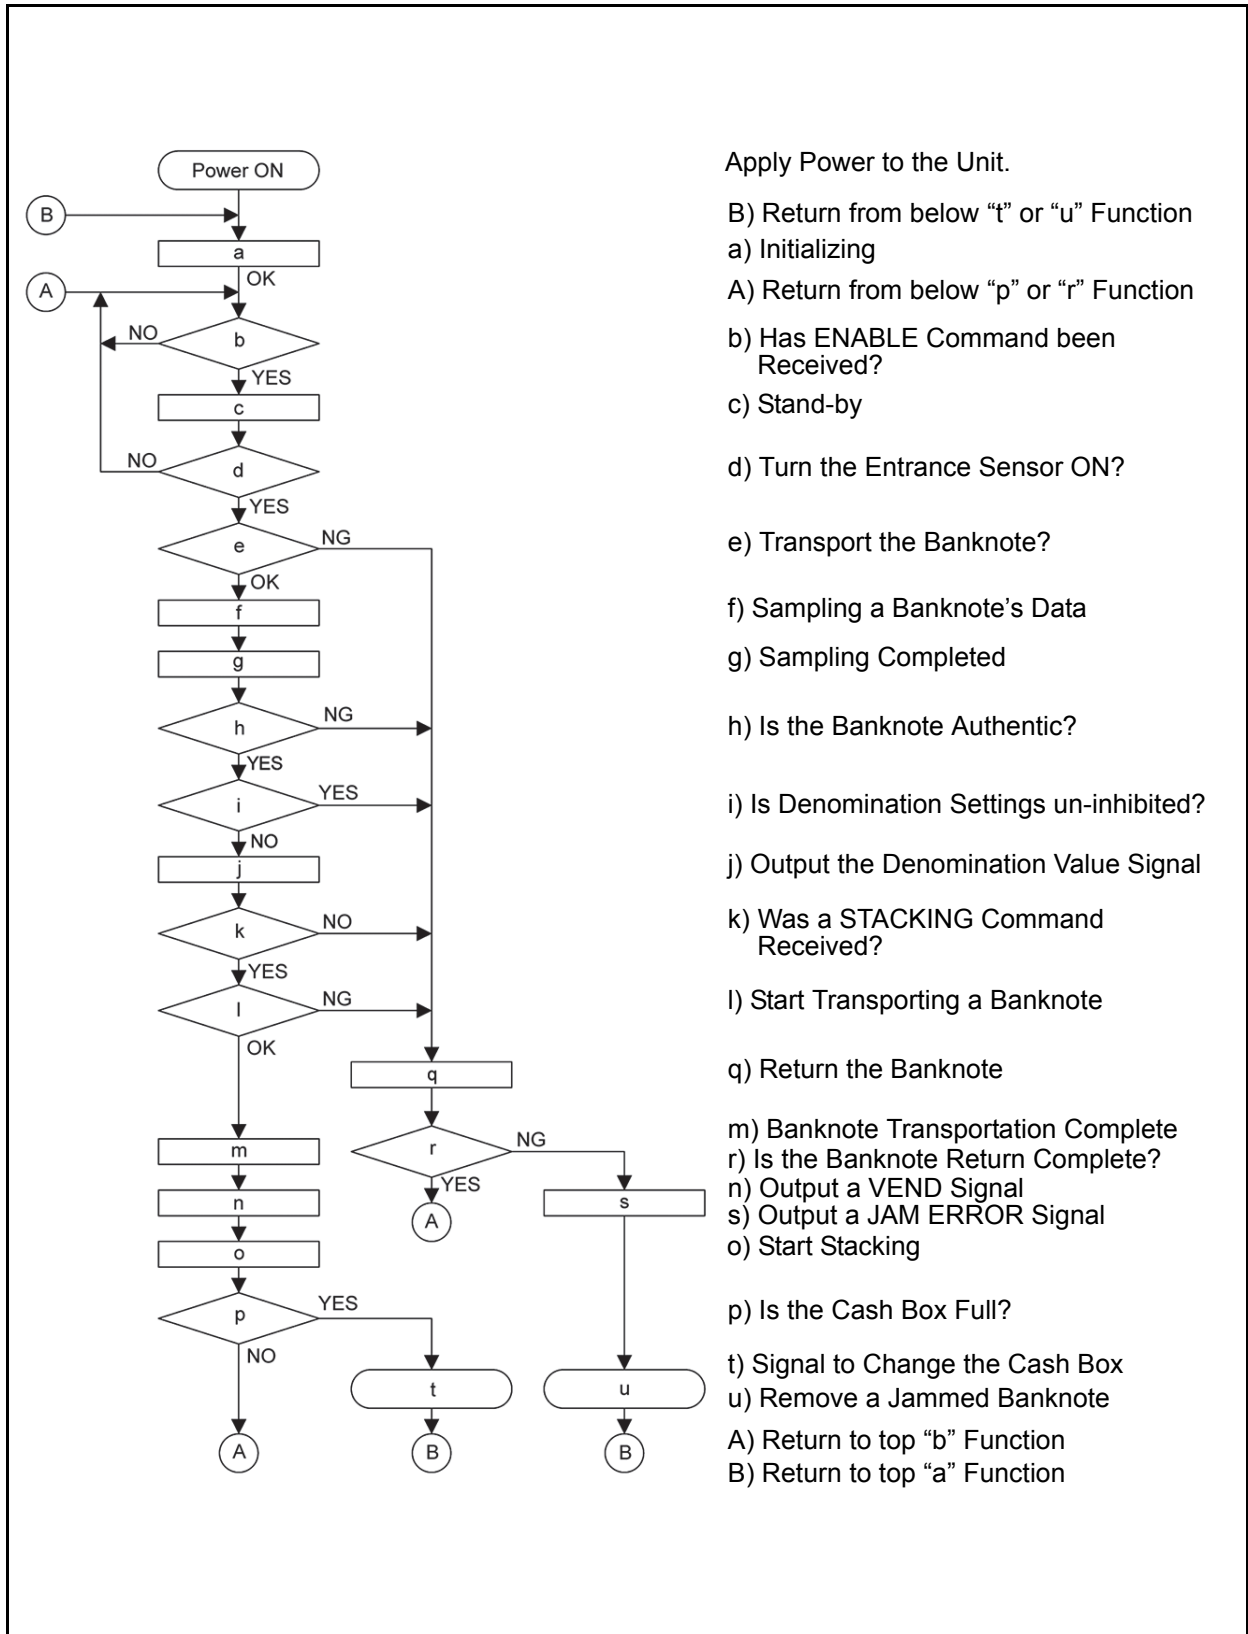 Power ON
B
a
OK
A
NO
b
YES
c
NO
d
YES
e
NG
OK
f
g
h
NG
YES
i
YES
NO
j
k
NO
YES
l
NG
OK
q
m
r
NG
YES
n
A
s
o
p
YES
NO
t
u
A
B
B
Apply Power to the Unit.
B) Return from below “t” or “u” Function
a) Initializing
A) Return from below “p” or “r” Function
b) Has ENABLE Command been
Received?
c) Stand-by
d) Turn the Entrance Sensor ON?
e) Transport the Banknote?
f) Sampling a Banknote’s Data
g) Sampling Completed
h) Is the Banknote Authentic?
i) Is Denomination Settings un-inhibited?
j) Output the Denomination Value Signal
k) Was a STACKING Command
Received?
l) Start Transporting a Banknote
q) Return the Banknote
m) Banknote Transportation Complete
r) Is the Banknote Return Complete?
n) Output a VEND Signal
s) Output a JAM ERROR Signal
o) Start Stacking
p) Is the Cash Box Full?
t) Signal to Change the Cash Box
u) Remove a Jammed Banknote
A) Return to top “b” Function
B) Return to top “a” Function